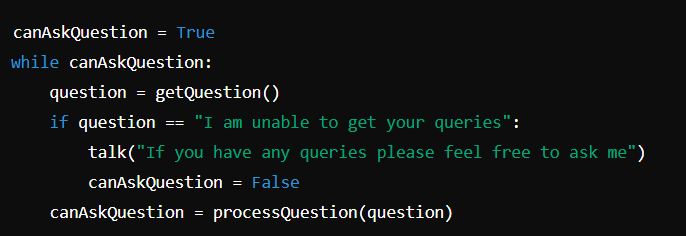 canAskQuestion = True
while canAskQuestion:
    question = getQuestion()
    if question == "I am unable to get your queries":
        talk("If you have any queries please feel free to ask me")
        canAskQuestion = False
    canAskQuestion = processQuestion(question)